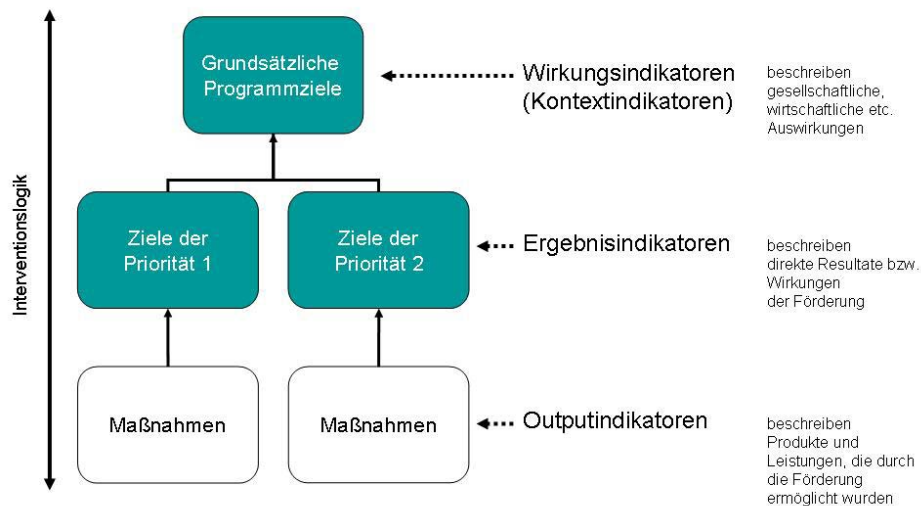 Interventionslogik
Grundsätzliche
Programmziele
Wirkungsindikatoren
(Kontextindikatoren)
beschreiben
gesellschaftliche,
wirtschaftliche etc.
Auswirkungen
Ziele der
Priorität 1
Ziele der
Priorität 2
Ergebnisindikatoren
beschreiben
direkte Resultate bzw.
Wirkungen
der Förderung
Maßnahmen
Maßnahmen
Outputindikatoren
beschreiben
Produkte und
Leistungen, die durch
die Förderung
ermöglicht wurden